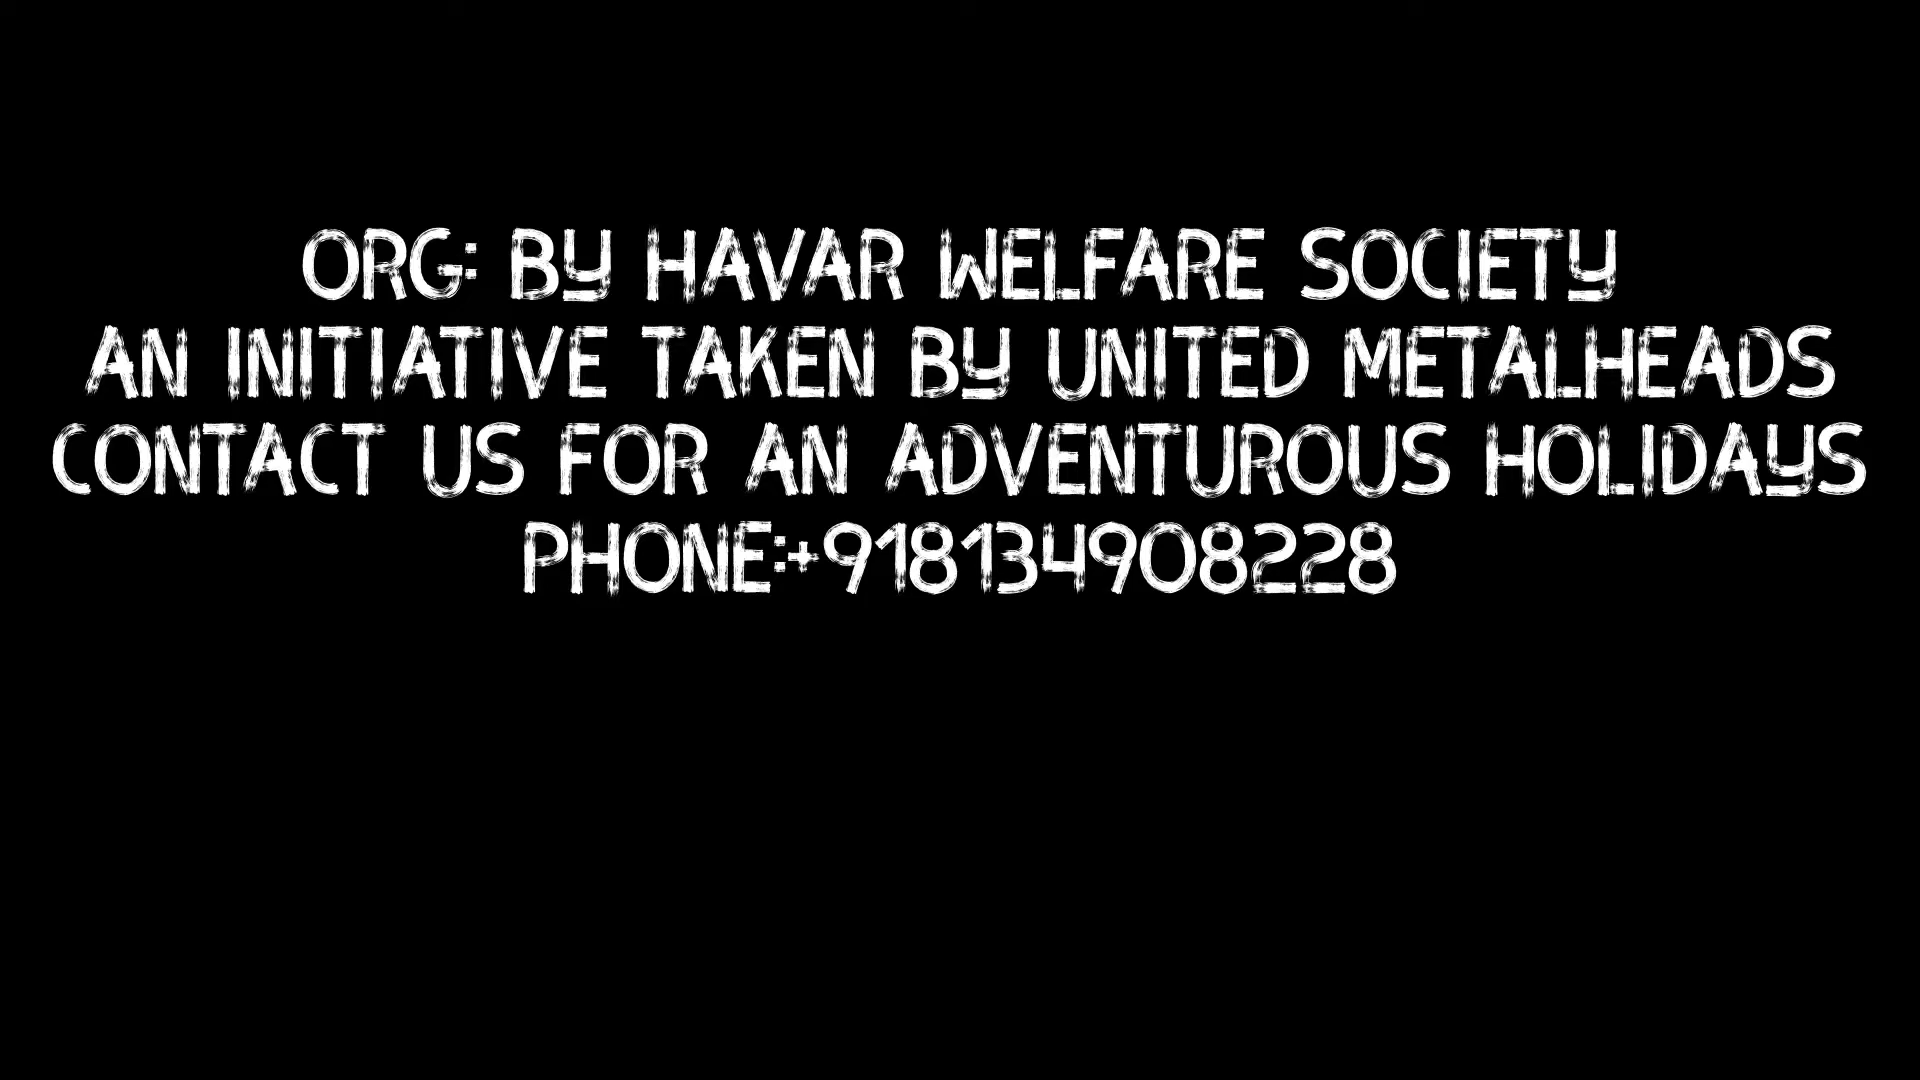 ORG: BY HAVAR WELFARE SOCIETY
AN INITIATIVE TAKEN BY UNITED METALHEADS
CONTACT US FOR AN ADVENTUROUS HOLIDAYS
PHONE:+918134908228